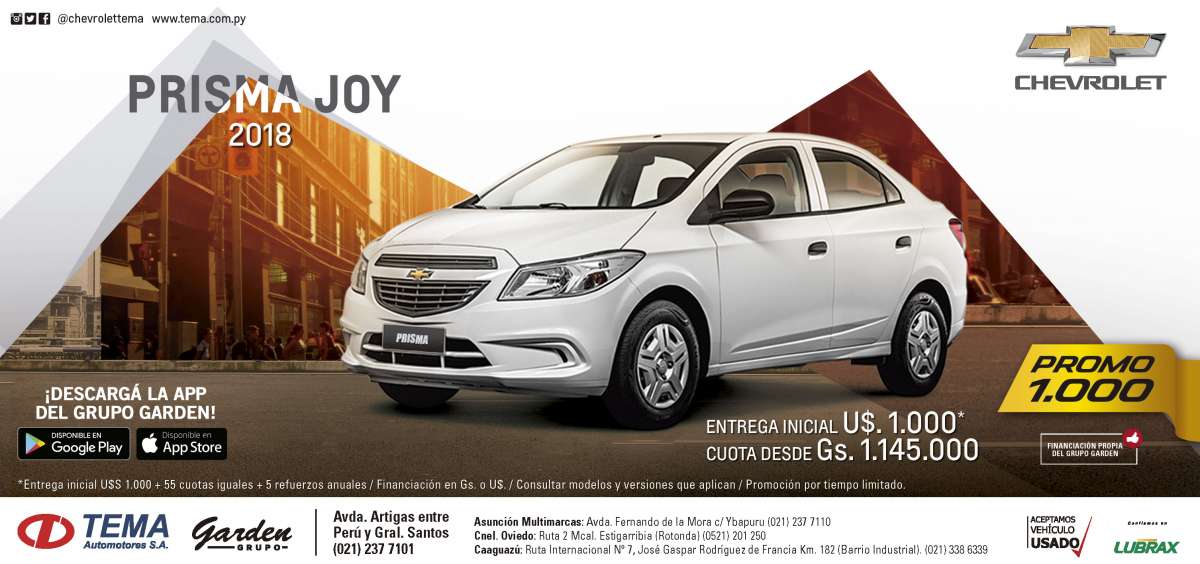 @chevrolettema www.tema.com.py
CHEVROLET
PRISMA JOY
2018
PRISMA
PROMO
1.000
¡DESCARGÁ LA APP
DEL GRUPO GARDEN!
DISPONIBLE EN
Google Play
Disponible en
App Store
ENTREGA INICIAL U$. 1.000*
CUOTA DESDE Gs. 1.145.000
FINANCIACIÓN PROPIA
DEL GRUPO GARDEN
*Entrega inicial U$S 1.000 + 55 cuotas iguales + 5 refuerzos anuales / Financiación en Gs. o U$. / Consultar modelos y versiones que aplican / Promoción por tiempo limitado.
TEMA
Automotores S.A.
Garden
GRUPO
Avda. Artigas entre
Perú y Gral. Santos
(021) 237 7101
Asunción Multimarcas: Avda. Fernando de la Mora c/ Ybapuru (021) 237 7110
Cnel. Oviedo: Ruta 2 Mcal. Estigarribia (Rotonda) (0521) 201 250
Caaguazú: Ruta Internacional N° 7, José Gaspar Rodríguez de Francia Km. 182 (Barrio Industrial). (021) 338 6339
ACEPTAMOS
VEHÍCULO
USADO
Confiamos en
LUBRAX